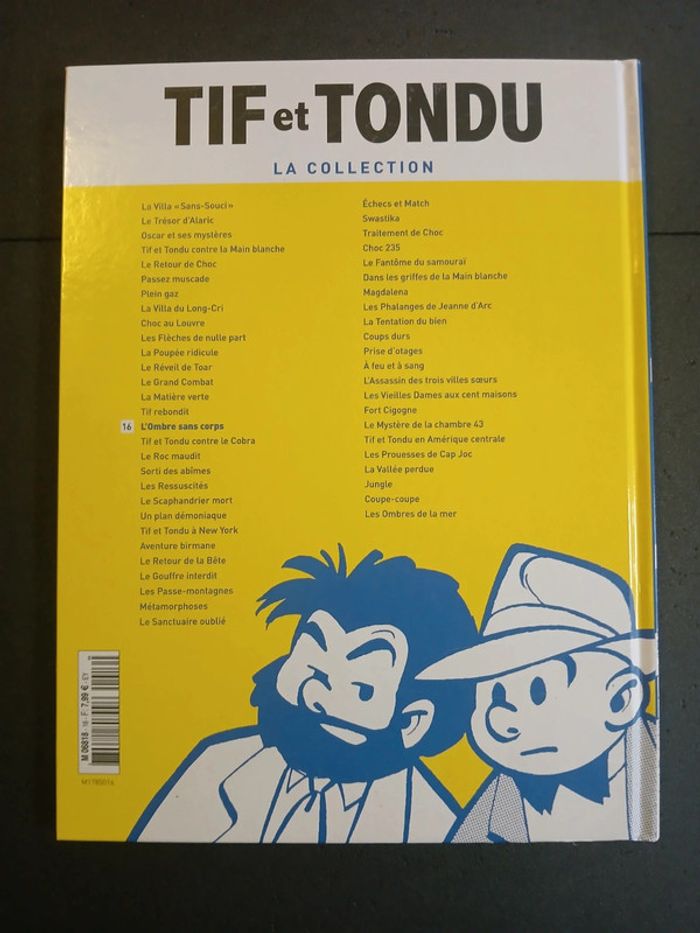 TIF et TONDU
LA COLLECTION
La Villa «Sans-Souci»
Le Trésor d'Alaric
Oscar et ses mystères
Tif et Tondu contre la Main blanche
Le Retour de Choc
Passez muscade
Plein gaz
La Villa du Long-Cri
Choc au Louvre
Les Flèches de nulle part
La Poupée ridicule
Le Réveil de Toar
Le Grand Combat
La Matière verte
Tif rebondit
16 L'Ombre sans corps
Tif et Tondu contre le Cobra
Le Roc maudit
Sorti des abîmes
Les Ressuscités
Le Scaphandrier mort
Un plan démoniaque
Tif et Tondu à New York
Aventure birmane
Le Retour de la Bête
Le Gouffre interdit
Les Passe-montagnes
Métamorphoses
Le Sanctuaire oublié
Échecs et Match
Swastika
Traitement de Choc
Choc 235
Le Fantôme du samouraï
Dans les griffes de la Main blanche
Magdalena
Les Phalanges de Jeanne d'Arc
La Tentation du bien
Coups durs
Prise d'otages
À feu et à sang
L'Assassin des trois villes sœurs
Les Vieilles Dames aux cent maisons
Fort Cigogne
Le Mystère de la chambre 43
Tif et Tondu en Amérique centrale
Les Prouesses de Cap Joc
La Vallée perdue
Jungle
Coupe-coupe
Les Ombres de la mer
M 06818 - 16 - F: 7,99 €